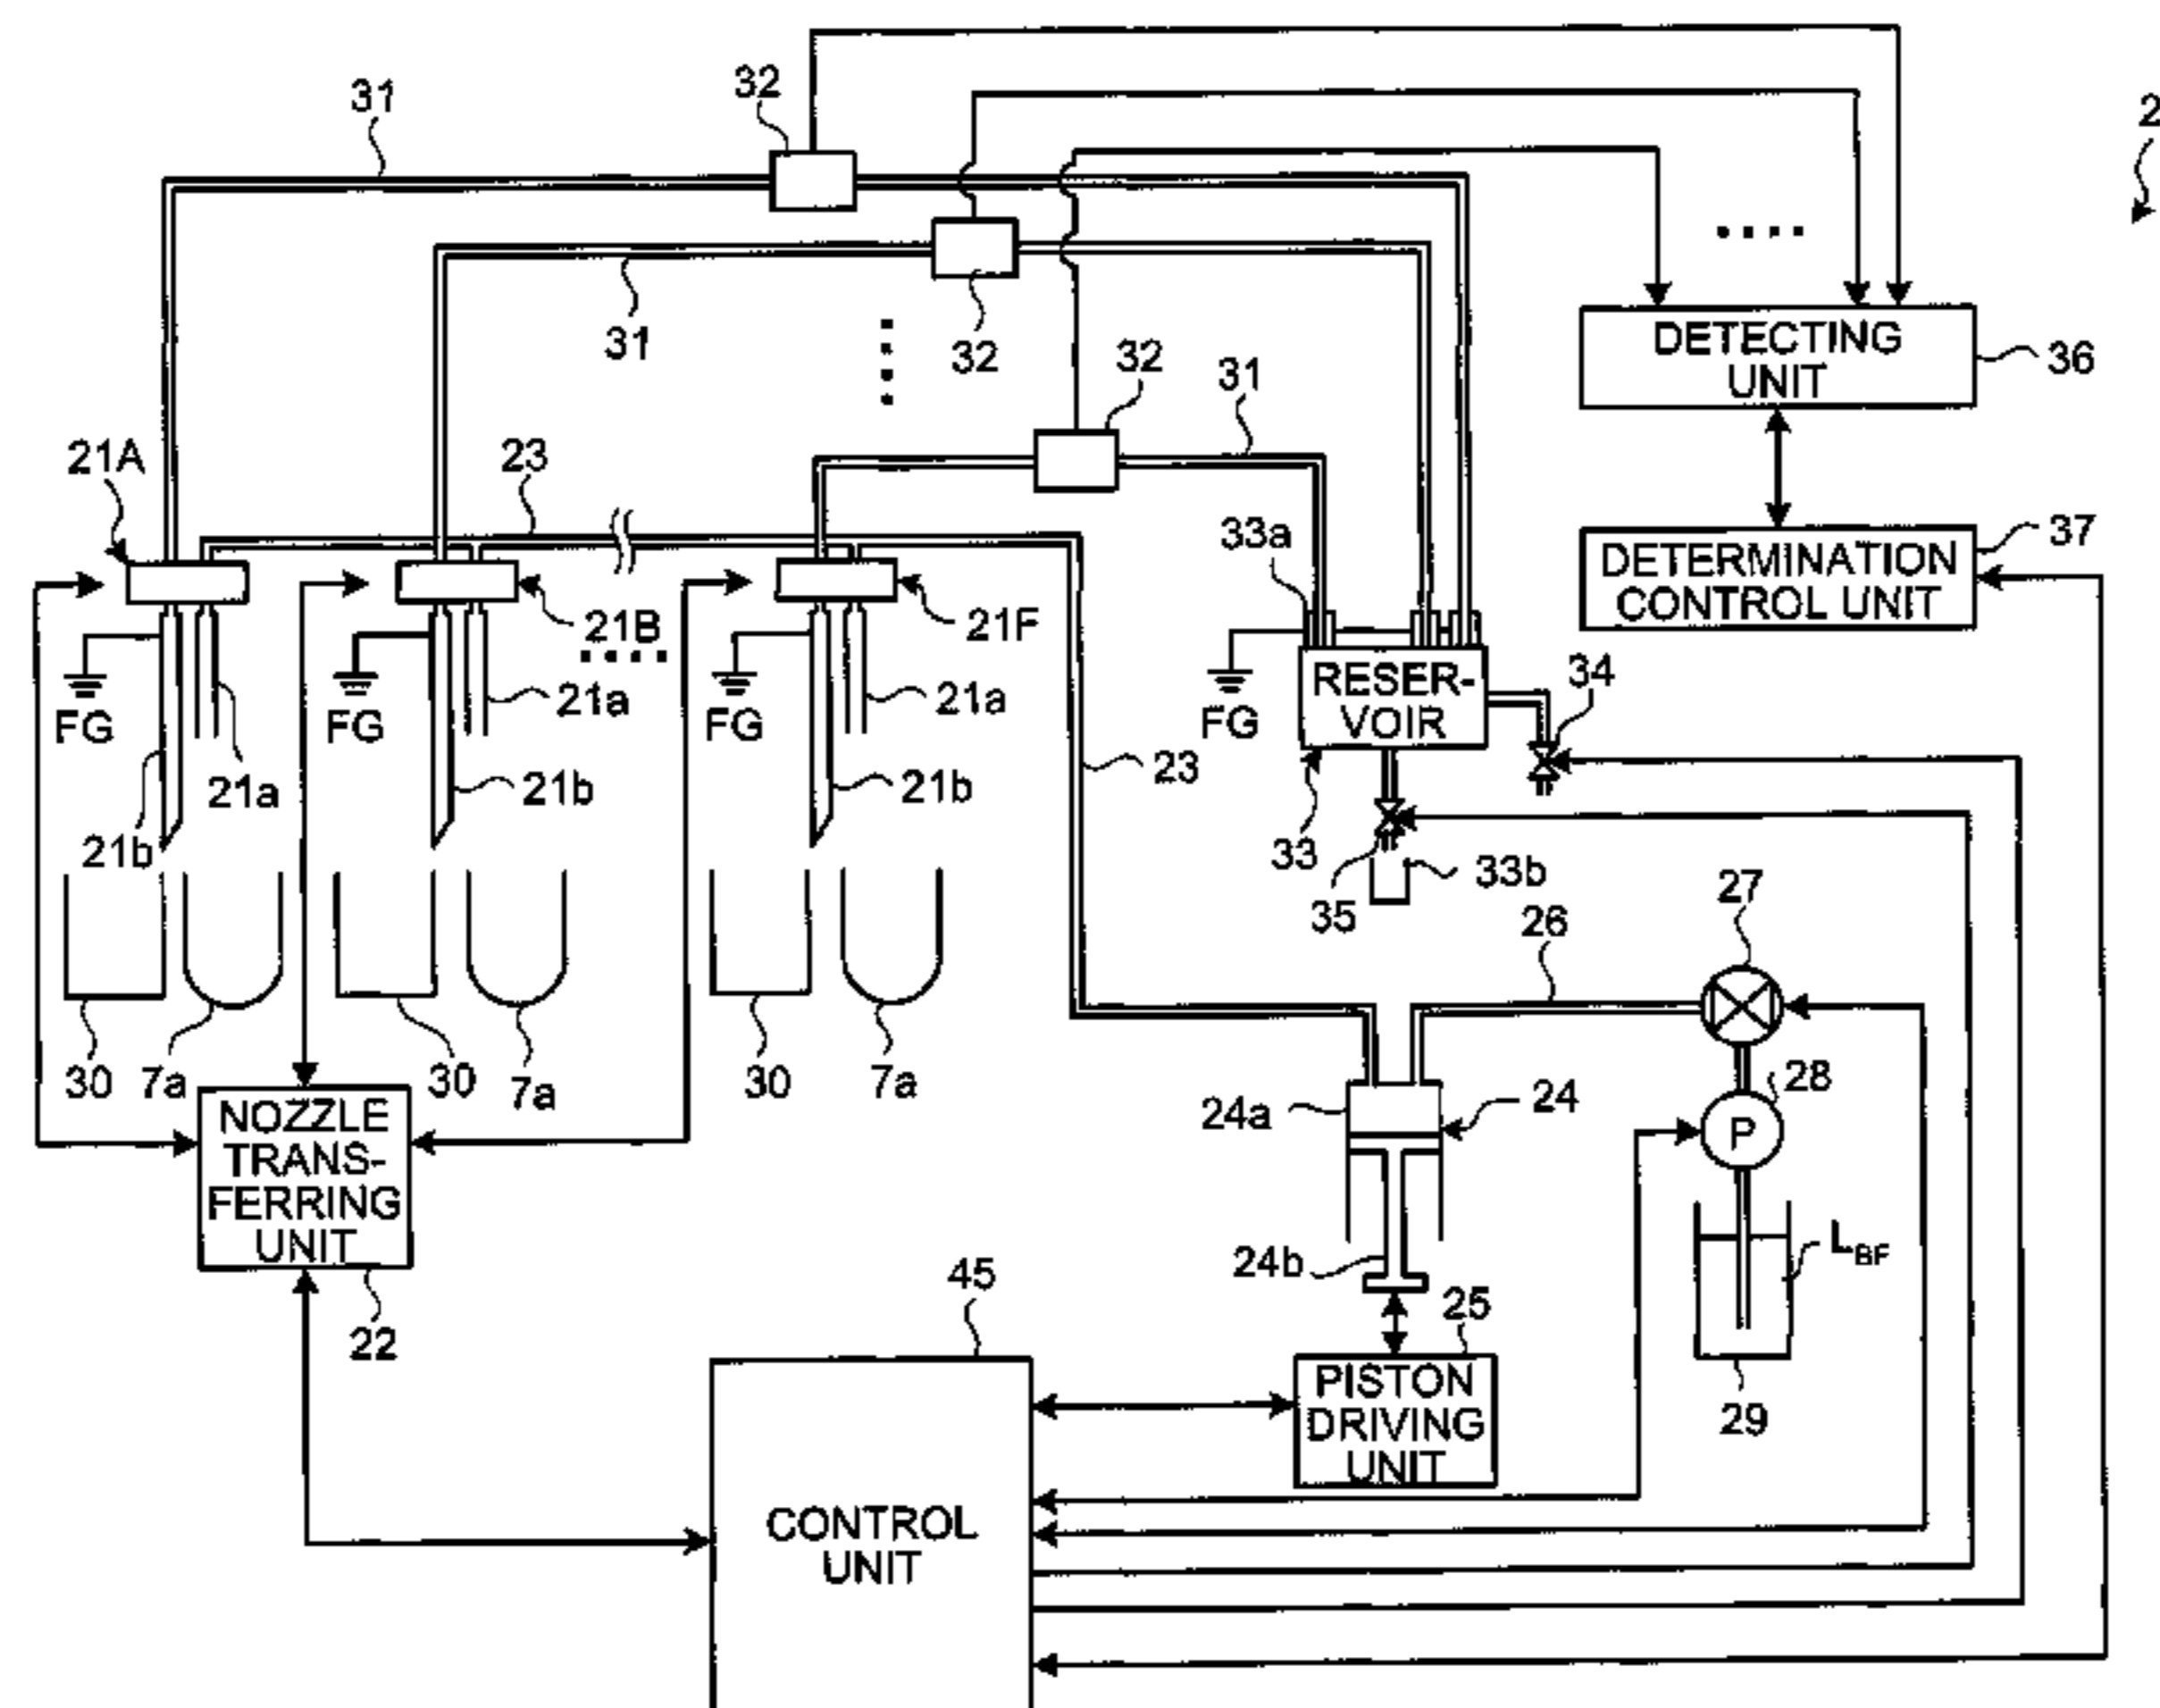 31
32
2
31
32
32
31
DETECTING
UNIT
36
21A
23
33a
37
DETERMINATION
CONTROL UNIT
21B
21F
34
FG
FG
21a
FG
21a
FG
RESER-
VOIR
21a
21b
21b
23
21b
33
35
33b
27
26
30
7a
30
7a
30
7a
28
NOZZLE
TRANS-
FERRING
UNIT
24a
24
P
22
24b
LBF
45
25
PISTON
DRIVING
UNIT
29
CONTROL
UNIT